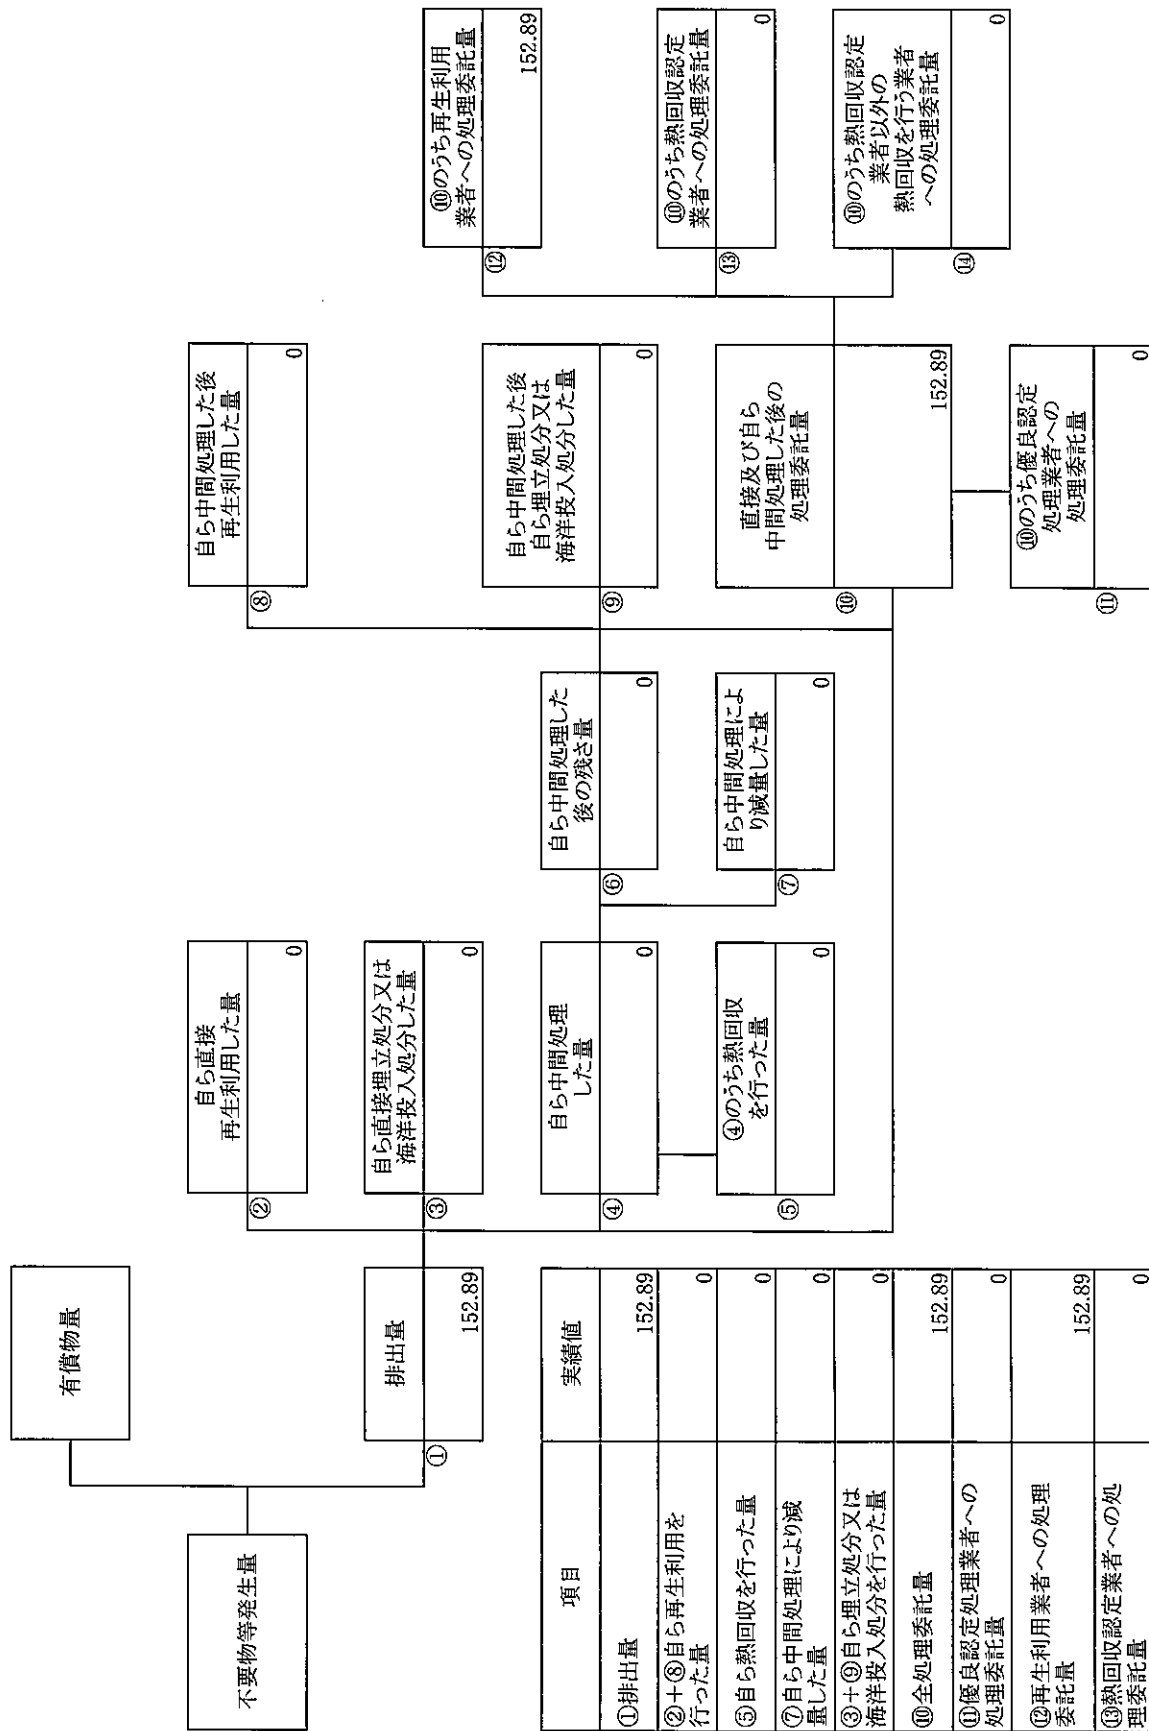 不要物等発生量
有償物量
排出量
①
152.89
自ら直接
再生利用した量
②
0
自ら直接埋立処分又は
海洋投入処分した量
③
0
自ら中間処理
した量
④
0
④のうち熱回収
を行った量
⑤
0
自ら中間処理した
後の残さ量
⑥
0
自ら中間処理によ
り減量した量
⑦
0
自ら中間処理した後
再生利用した量
⑧
0
自ら中間処理した後
自ら埋立処分又は
海洋投入処分した量
⑨
0
直接及び自ら
中間処理した後の
処理委託量
⑩
152.89
⑩のうち優良認定
処理業者への
処理委託量
⑪
0
⑩のうち再生利用
業者への処理委託量
⑫
152.89
⑩のうち熱回収認定
業者への処理委託量
⑬
0
⑩のうち熱回収認定
業者以外の
熱回収を行う業者
への処理委託量
⑭
0
項目 実績値
①排出量 152.89
②+⑧自ら再生利用を
行った量 0
⑤自ら熱回収を行った量 0
⑦自ら中間処理により減
量した量 0
③+⑨自ら埋立処分又は
海洋投入処分を行った量 0
⑩全処理委託量 152.89
⑪優良認定処理業者への
処理委託量 0
⑫再生利用業者への処理
委託量 152.89
⑬熱回収認定業者への処
理委託量 0